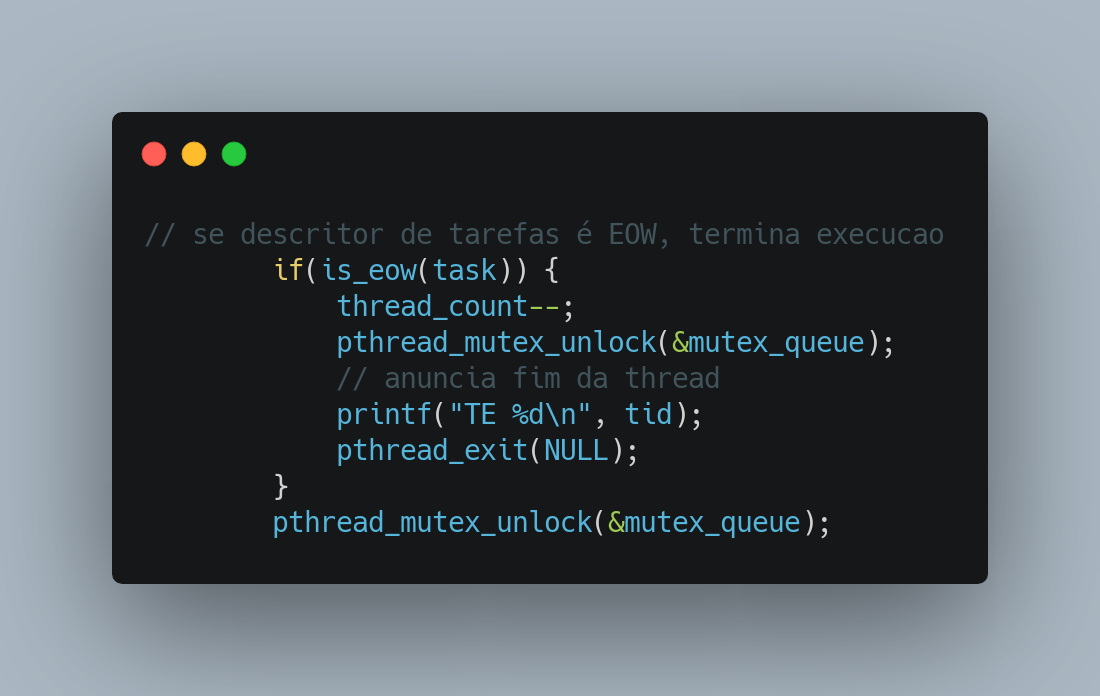 // se descritor de tarefas é EOW, termina execucao
        if(is_eow(task)) {
            thread_count--;
            pthread_mutex_unlock(&mutex_queue);
            // anuncia fim da thread
            printf("TE %d\n", tid);
            pthread_exit(NULL);
        }
        pthread_mutex_unlock(&mutex_queue);